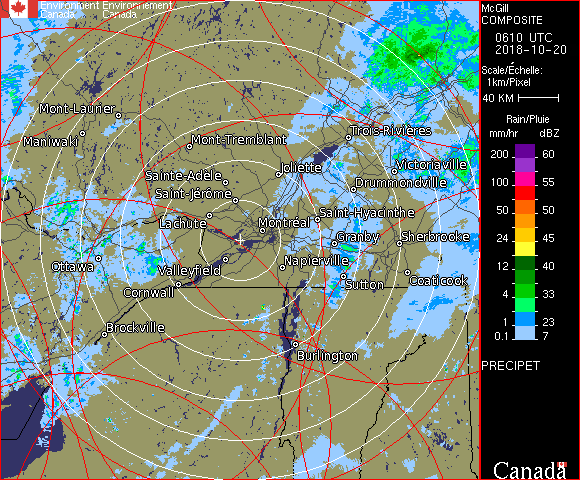 Environment Environnement
Canada Canada
McGill
COMPOSITE
0610 UTC
2018-10-20
Scale/Échelle:
1km/Pixel
40 KM
Rain/Pluie
mm/hr dBZ
200 60
100 55
50 50
24 45
12 40
4 33
2 23
0.1 7
PRECIPET
Canada
Mont-Laurier
Maniwaki
Mont-Tremblant
Trois-Rivières
Sainte-Adèle
Joliette
Victoriaville
Saint-Jérôme
Drummondville
Lachute
Montréal
Saint-Hyacinthe
Granby
Sherbrooke
Ottawa
Valleyfield
Napierville
Cornwall
Sutton
Coaticook
Brockville
Burlington